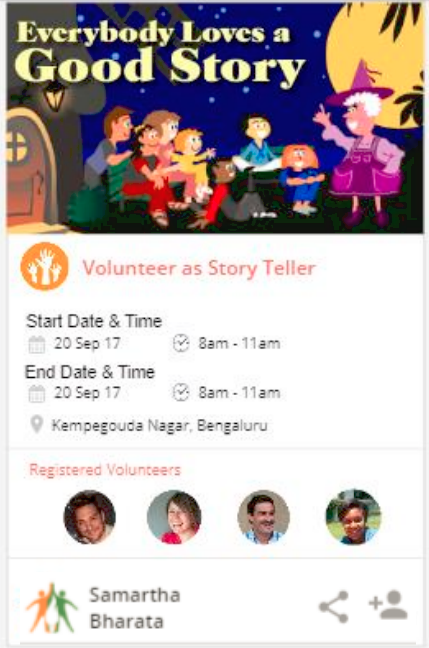 Everybody Loves a
Good Story
Volunteer as Story Teller
Start Date & Time
20 Sep 17 8am - 11am
End Date & Time
20 Sep 17 8am - 11am
Kempegouda Nagar, Bengaluru
Registered Volunteers
Samartha
Bharata